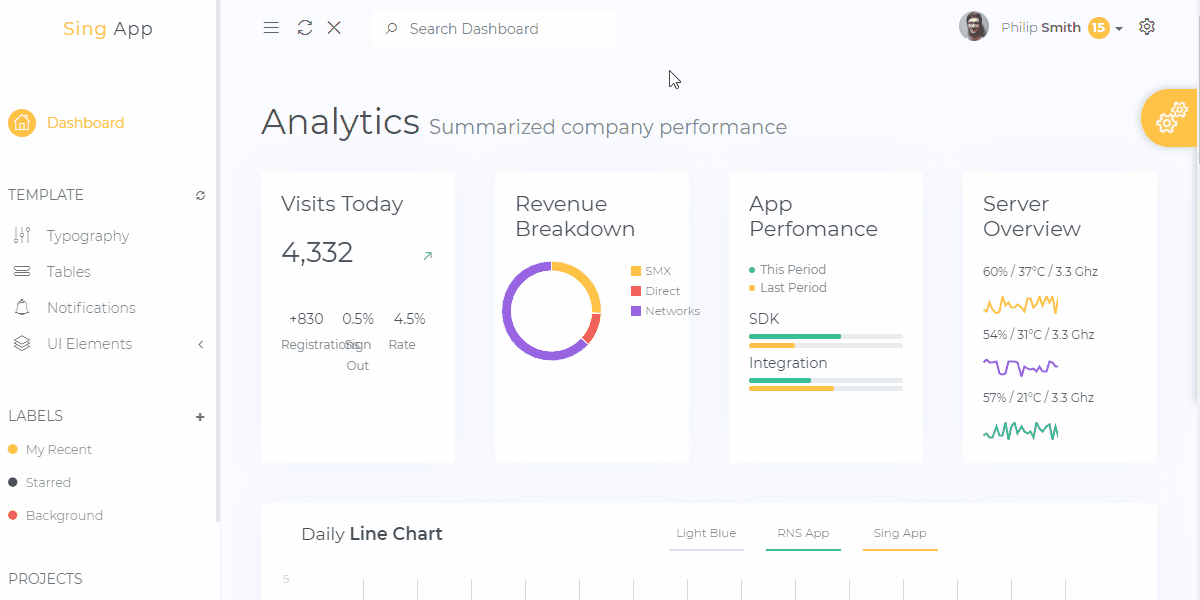 Sing App
Search Dashboard
Philip Smith 15
Dashboard
TEMPLATE
Typography
Tables
Notifications
UI Elements
LABELS
My Recent
Starred
Background
PROJECTS
Analytics Summarized company performance
Visits Today
4,332
+830 0.5% 4.5%
Registrations Sign Rate
Out
Revenue
Breakdown
SMX
Direct
Networks
App
Perfomance
This Period
Last Period
SDK
Integration
Server
Overview
60% / 37°C / 3.3 Ghz
54% / 31°C / 3.3 Ghz
57% / 21°C / 3.3 Ghz
Daily Line Chart
Light Blue RNS App Sing App
5